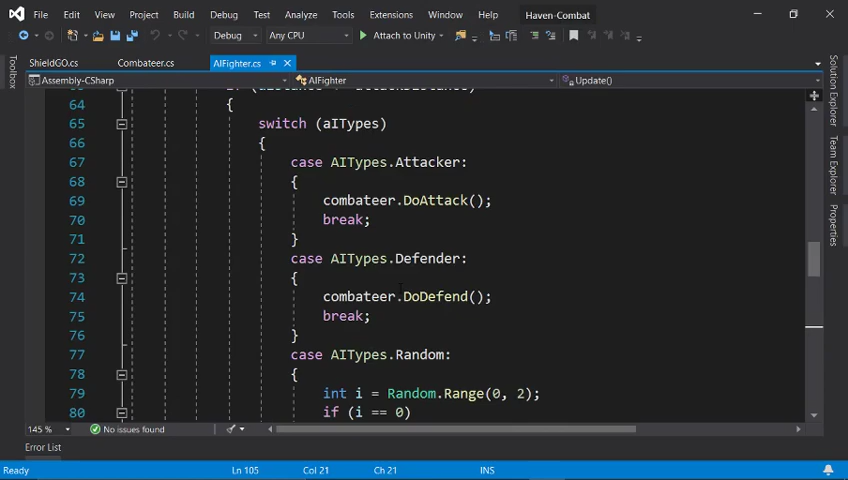 File Edit View Project Build Debug Test Analyze Tools Extensions Window Help Haven-Combat
Debug Any CPU Attach to Unity
ShieldGO.cs Combateer.cs AIFighter.cs
Assembly-CSharp AIFighter Update()
64 {
65 switch (aITypes)
66 {
67 case AITypes.Attacker:
68 {
69 combateer.DoAttack();
70 break;
71 }
72 case AITypes.Defender:
73 {
74 combateer.DoDefend();
75 break;
76 }
77 case AITypes.Random:
78 {
79 int i = Random.Range(0, 2);
80 if (i == 0)
145 % No issues found
Error List
Ready Ln 105 Col 21 Ch 21 INS
Toolbox
Solution Explorer
Team Explorer
Properties